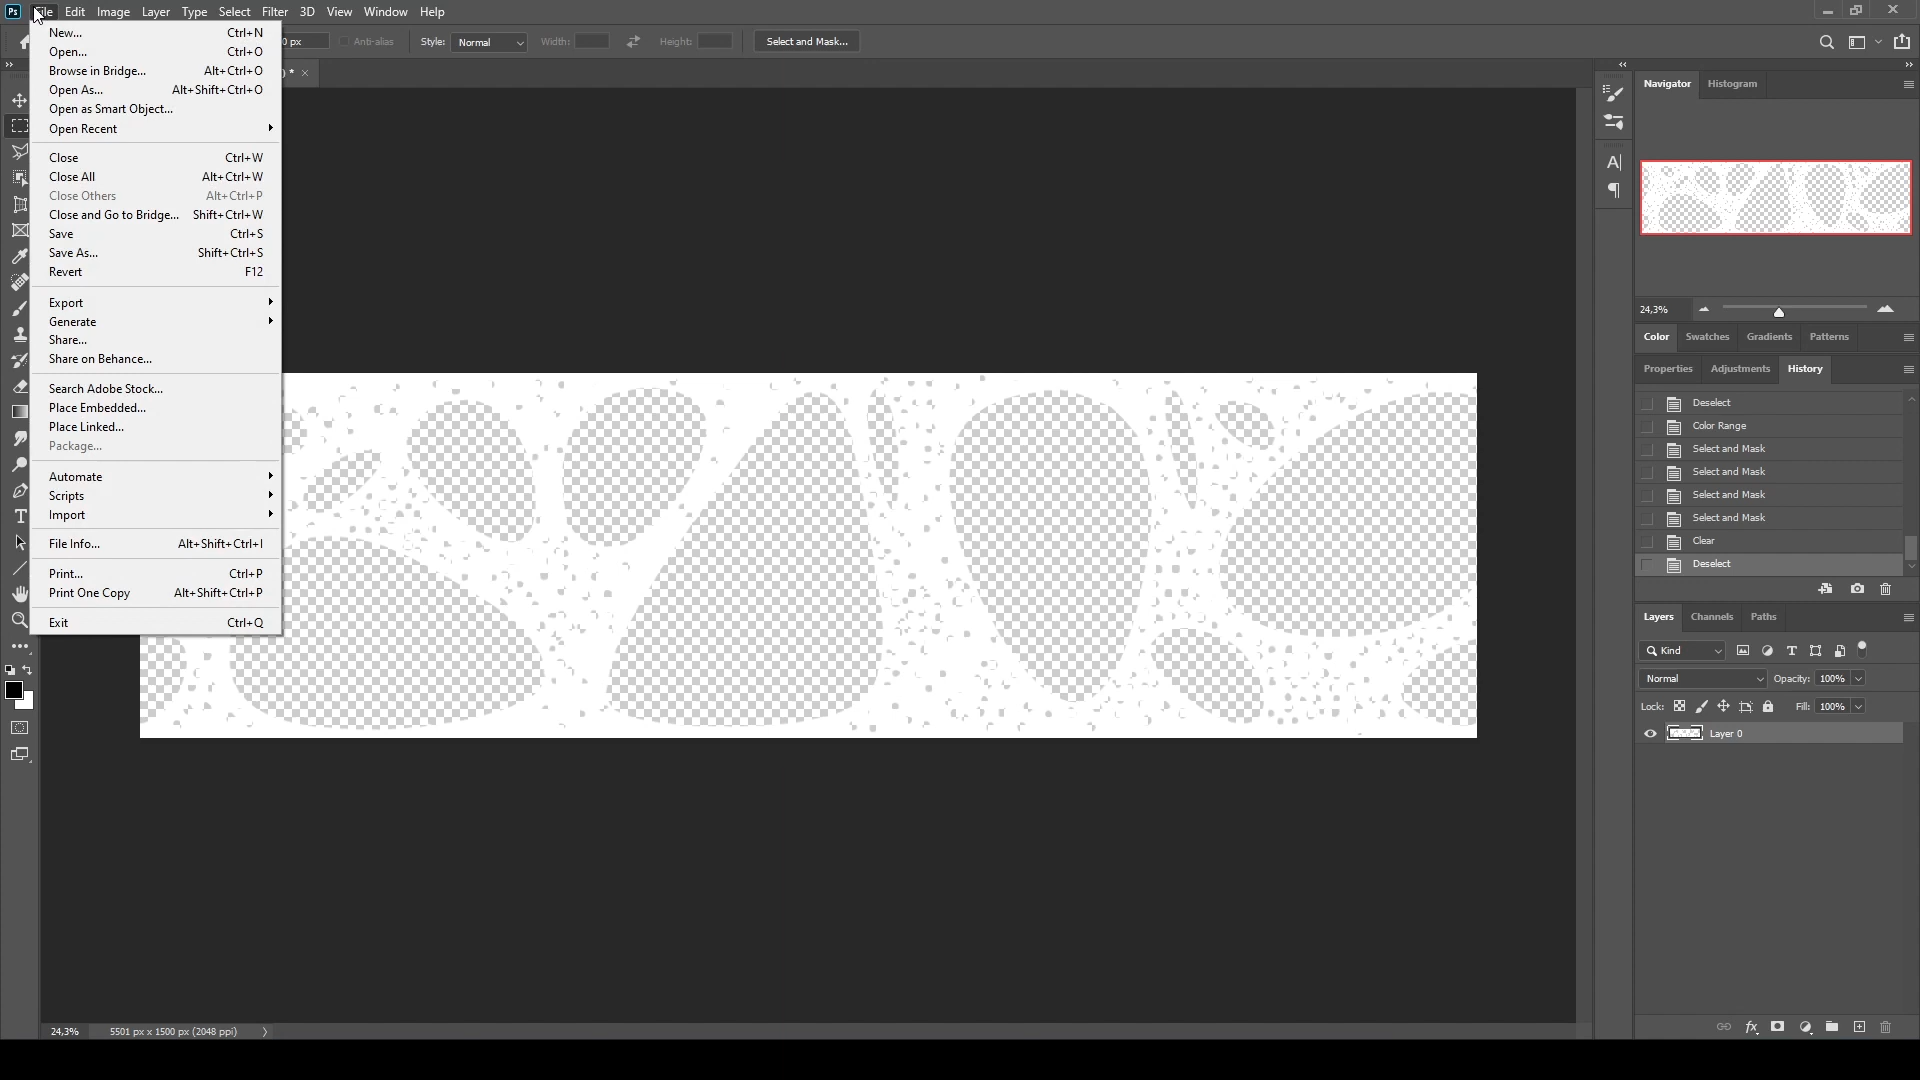 Ps File Edit Image Layer Type Select Filter 3D View Window Help
0 px Anti-alias Style: Normal Width: Height: Select and Mask...
) * ×
New... Ctrl+N
Open... Ctrl+O
Browse in Bridge... Alt+Ctrl+O
Open As... Alt+Shift+Ctrl+O
Open as Smart Object...
Open Recent
Close Ctrl+W
Close All Alt+Ctrl+W
Close Others Alt+Ctrl+P
Close and Go to Bridge... Shift+Ctrl+W
Save Ctrl+S
Save As... Shift+Ctrl+S
Revert F12
Export
Generate
Share...
Share on Behance...
Search Adobe Stock...
Place Embedded...
Place Linked...
Package...
Automate
Scripts
Import
File Info... Alt+Shift+Ctrl+I
Print... Ctrl+P
Print One Copy Alt+Shift+Ctrl+P
Exit Ctrl+Q
24,3% 5501 px x 1500 px (2048 ppi)
Navigator Histogram
24,3%
Color Swatches Gradients Patterns
Properties Adjustments History
Deselect
Color Range
Select and Mask
Select and Mask
Select and Mask
Select and Mask
Clear
Deselect
Layers Channels Paths
Kind
Normal Opacity: 100%
Lock: Fill: 100%
Layer 0
fx